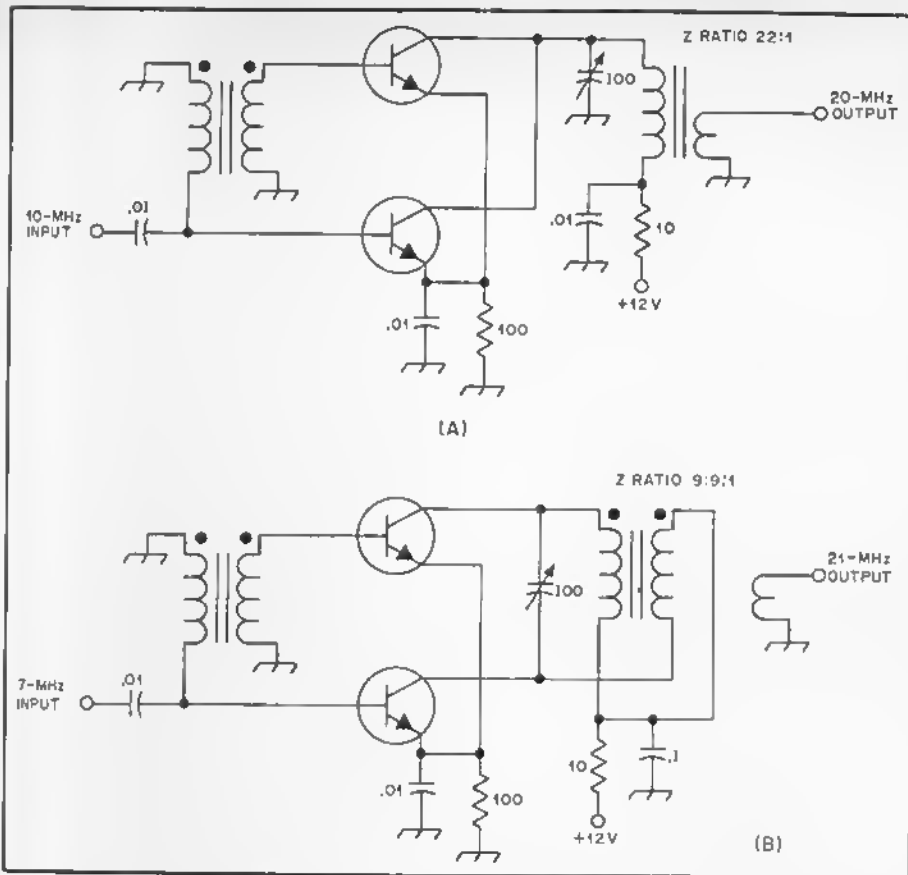 Z RATIO 22:1
100
20-MHz
OUTPUT
.01
10-MHz
INPUT
.01
10
+12V
.01
100
(A)
Z RATIO 9:9:1
100
21-MHz
OUTPUT
.01
7-MHz
INPUT
10
.1
.01
100
+12V
(B)